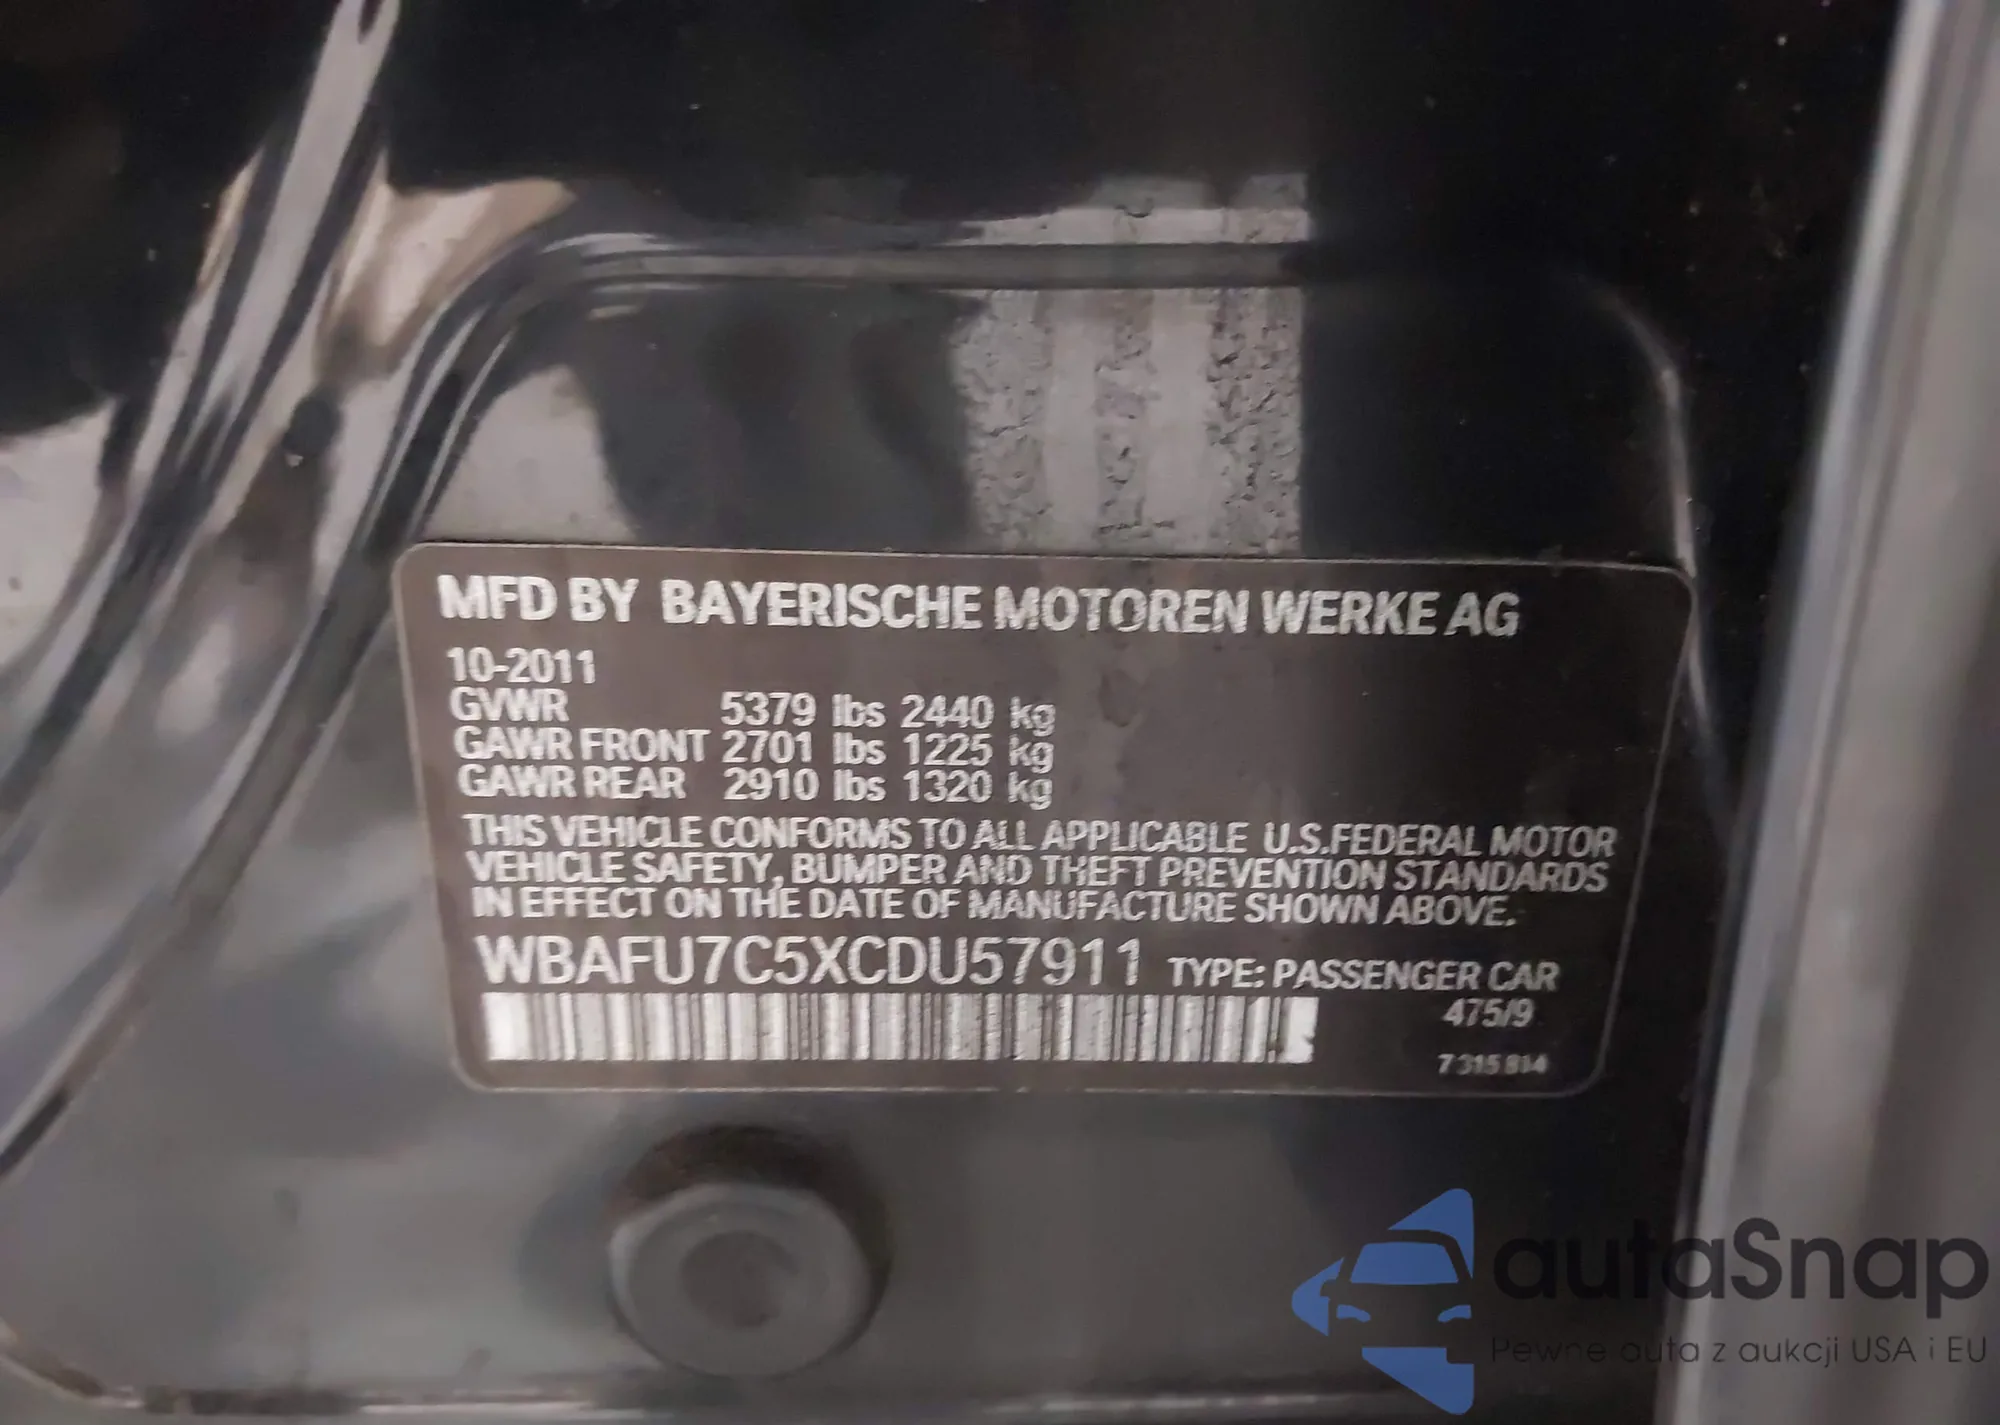 MFD BY BAYERISCHE MOTOREN WERKE AG
10-2011
GVWR 5379 lbs 2440 kg
GAWR FRONT 2701 lbs 1225 kg
GAWR REAR 2910 lbs 1320 kg
THIS VEHICLE CONFORMS TO ALL APPLICABLE U.S.FEDERAL MOTOR
VEHICLE SAFETY, BUMPER AND THEFT PREVENTION STANDARDS
IN EFFECT ON THE DATE OF MANUFACTURE SHOWN ABOVE.
WBAFU7C5XCDU57911 TYPE: PASSENGER CAR
475/9
7 315 814
autaSnap
Pewne auta z aukcji USA i EU